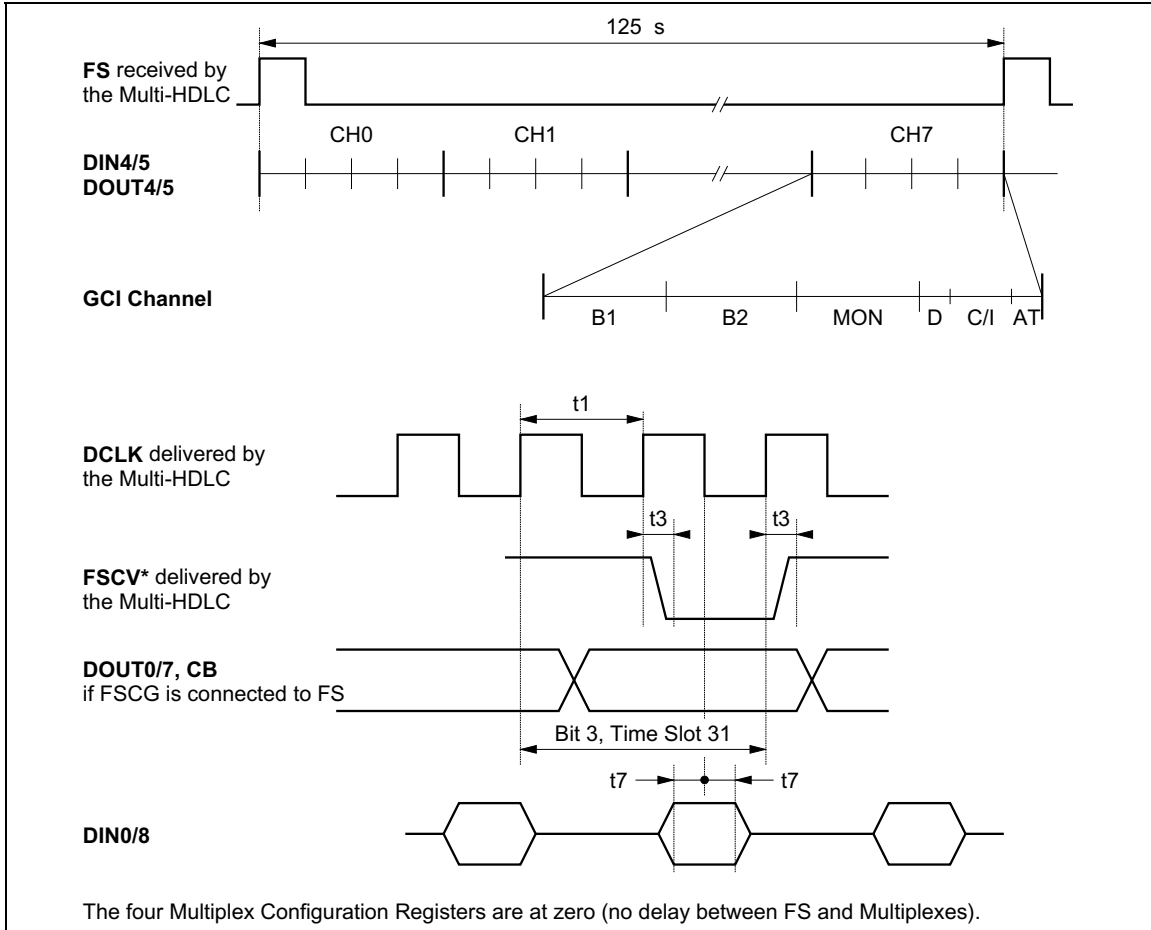 125 s
FS received by
the Multi-HDLC
CH0 CH1 CH7
DIN4/5
DOUT4/5
GCI Channel
B1 B2 MON D C/I AT
t1
DCLK delivered by
the Multi-HDLC
t3 t3
FSCV* delivered by
the Multi-HDLC
DOUT0/7, CB
if FSCG is connected to FS
Bit 3, Time Slot 31
t7 t7
DIN0/8
The four Multiplex Configuration Registers are at zero (no delay between FS and Multiplexes).